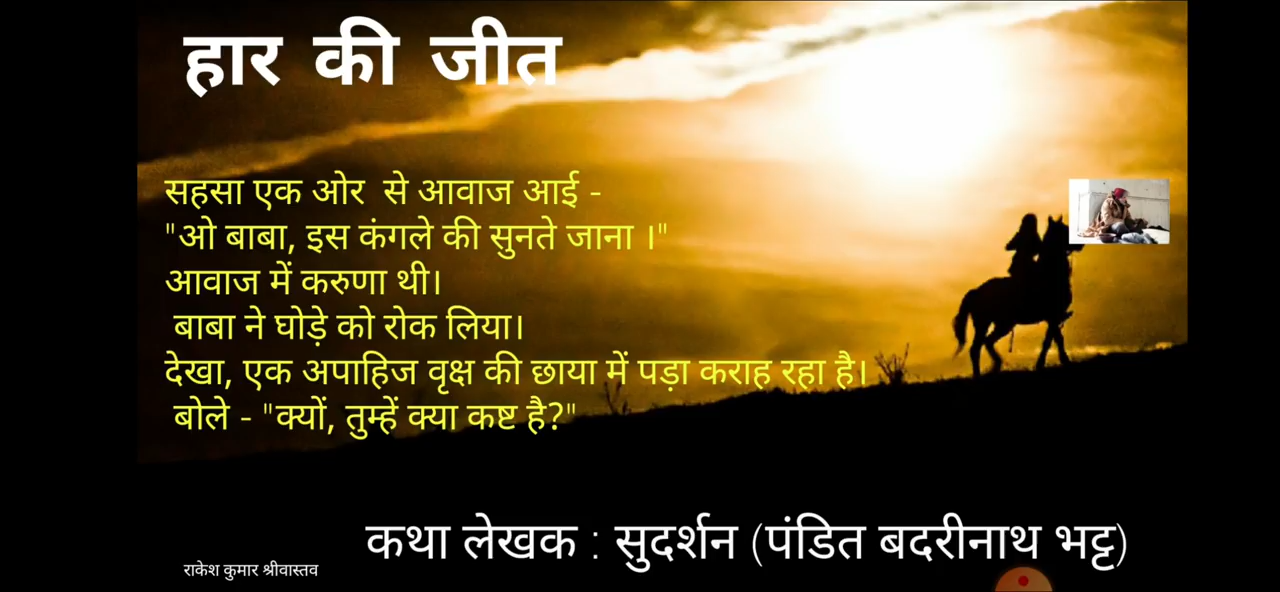 हार की जीत
सहसा एक ओर से आवाज आई -
"ओ बाबा, इस कंगले की सुनते जाना ।"
आवाज में करुणा थी।
बाबा ने घोड़े को रोक लिया।
देखा, एक अपाहिज वृक्ष की छाया में पड़ा कराह रहा है।
बोले - "क्यों, तुम्हें क्या कष्ट है?"
कथा लेखक : सुदर्शन (पंडित बदरीनाथ भट्ट)
राकेश कुमार श्रीवास्तव